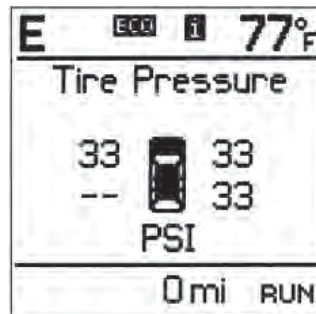 E ECO i 77°F
Tire Pressure
33 33
-- 33
PSI
0 mi RUN